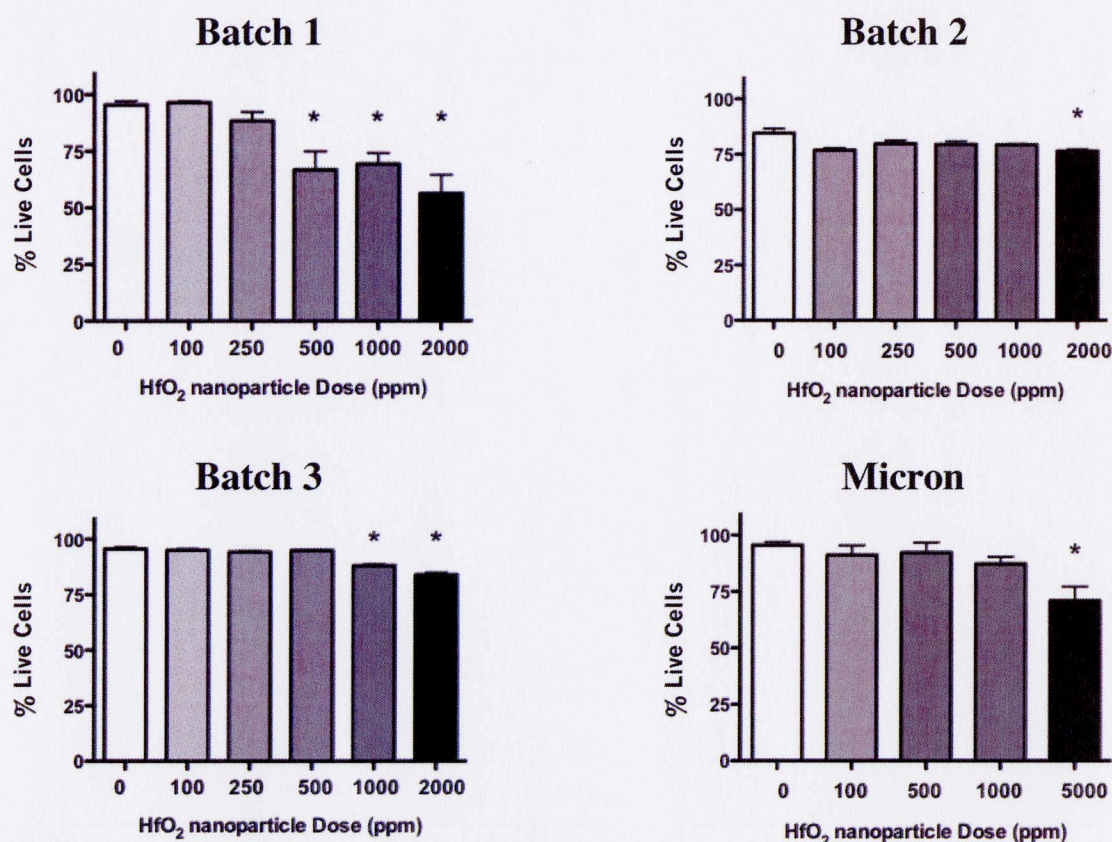 Batch 1
% Live Cells
100
75
50
25
0
* * *
0 100 250 500 1000 2000
HfO₂ nanoparticle Dose (ppm)
Batch 2
% Live Cells
100
75
50
25
0
*
0 100 250 500 1000 2000
HfO₂ nanoparticle Dose (ppm)
Batch 3
% Live Cells
100
75
50
25
0
* *
0 100 250 500 1000 2000
HfO₂ nanoparticle Dose (ppm)
Micron
% Live Cells
100
75
50
25
0
*
0 100 500 1000 5000
HfO₂ nanoparticle Dose (ppm)